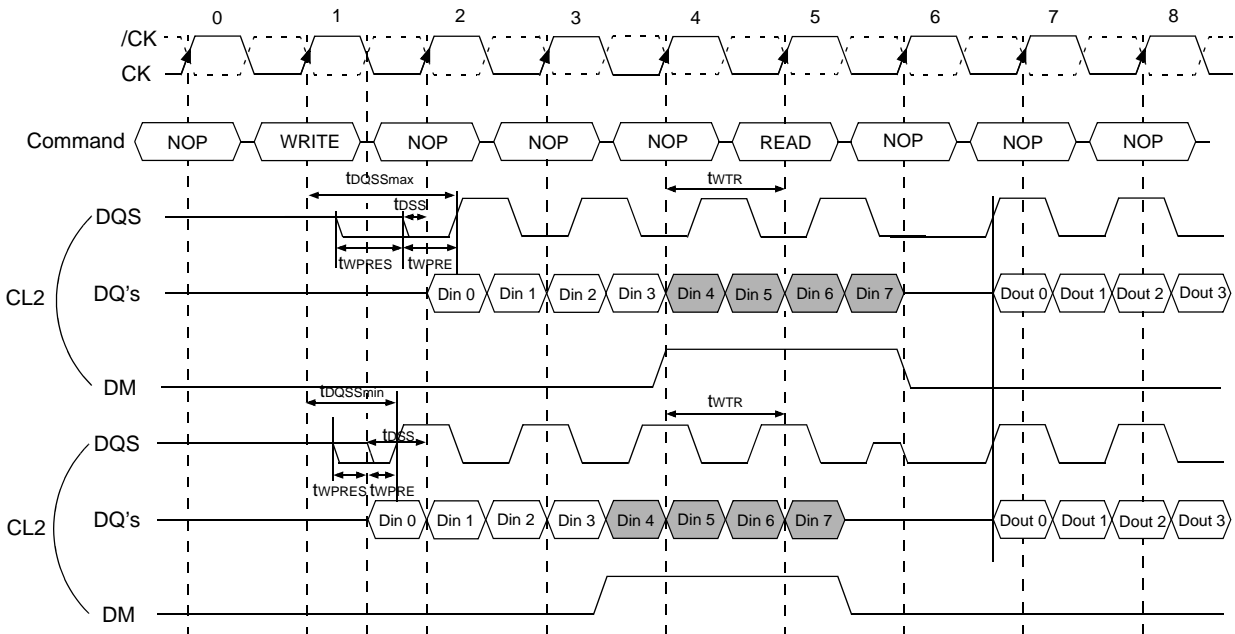 0 1 2 3 4 5 6 7 8
/CK
CK
Command NOP WRITE NOP NOP NOP READ NOP NOP NOP
tDQSSmax tWTR
tDSS
DQS
tWPRES tWPRE
CL2 DQ's Din 0 Din 1 Din 2 Din 3 Din 4 Din 5 Din 6 Din 7 Dout 0 Dout 1 Dout 2 Dout 3
DM
tDQSSmin tWTR
DQS tDSS
tWPRES tWPRE
CL2 DQ's Din 0 Din 1 Din 2 Din 3 Din 4 Din 5 Din 6 Din 7 Dout 0 Dout 1 Dout 2 Dout 3
DM